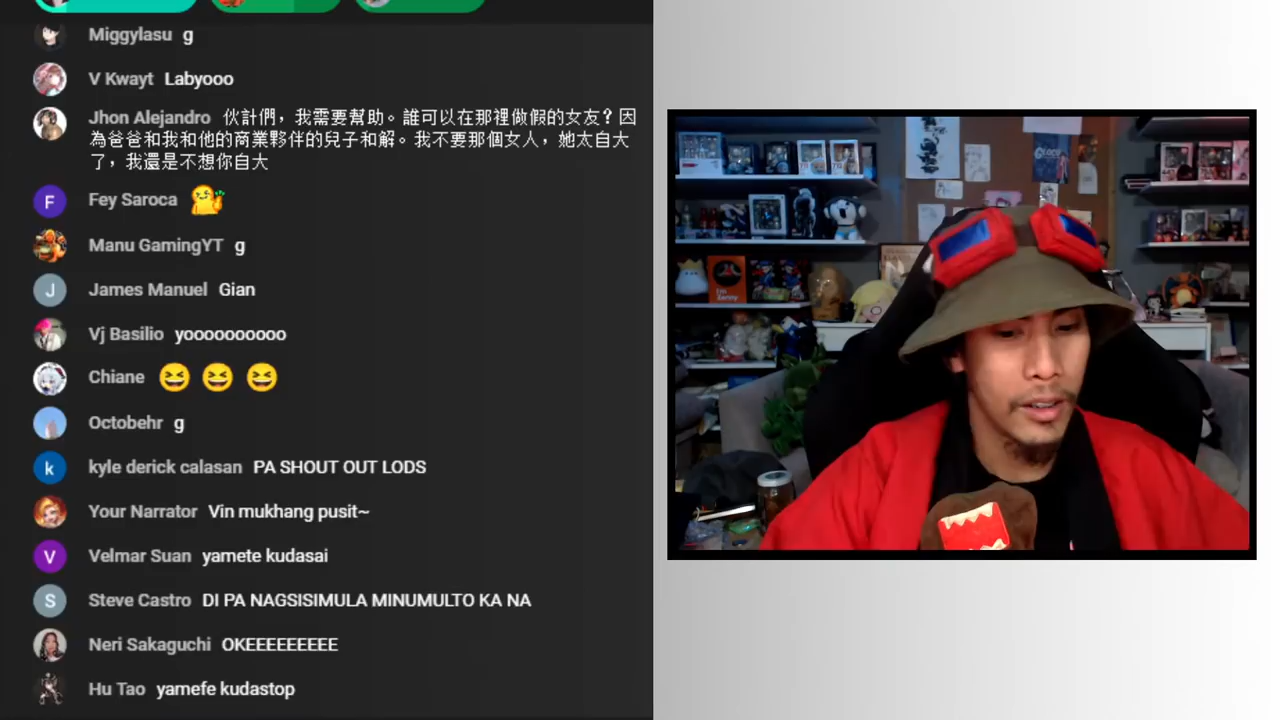 Miggylasu g
V Kwayt Labyooo
Jhon Alejandro 伙計們，我需要幫助。誰可以在那裡做假的女友？因
為爸爸和我和他的商業夥伴的兒子和解。我不要那個女人，她太自大
了，我還是不想你自大
F Fey Saroca
Manu GamingYT g
J James Manuel Gian
Vj Basilio yoooooooooo
Chiane
Octobehr g
k kyle derick calasan PA SHOUT OUT LODS
Your Narrator Vin mukhang pusit~
V Velmar Suan yamete kudasai
S Steve Castro DI PA NAGSISIMULA MINUMULTO KA NA
Neri Sakaguchi OKEEEEEEEEE
Hu Tao yamefe kudastop